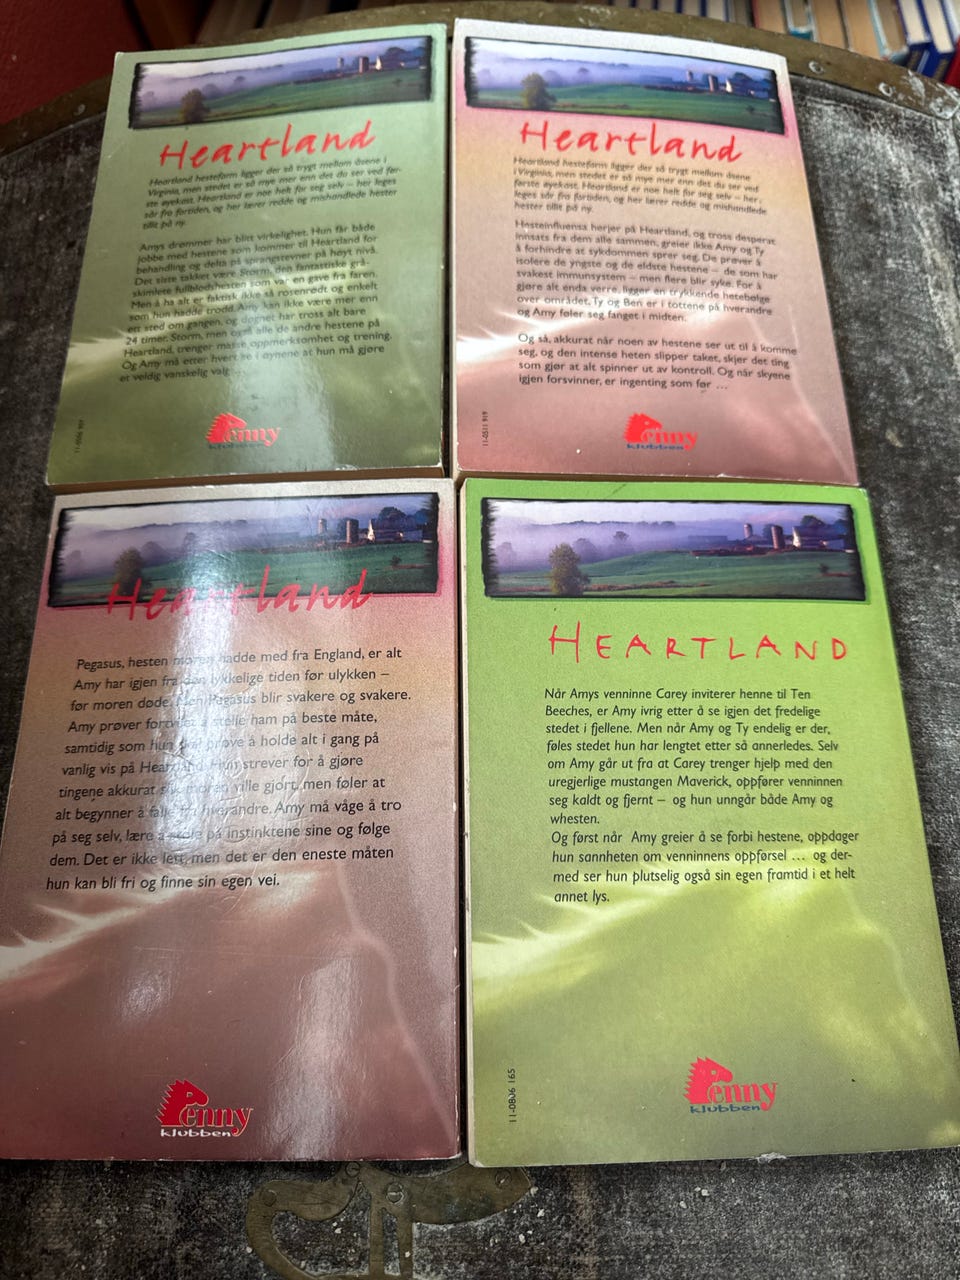 Heartland
Heartland hestefarm ligger der så trygt mellom åsene i
Virginia, men stedet er så mye mer enn det du ser ved før-
ste øyekast. Heartland er noe helt for seg selv – her leges
sår fra fortiden, og her lærer redde og mishandlede hester
tillit på ny.
Amys drømmer har blitt virkelighet. Hun får både
jobbe med hestene som kommer til Heartland for
behandling og delta på sprangstevner på høyt nivå.
Det siste takket være Storm, den fantastiske grå-
skimlete fullblodshesten som var en gave fra faren.
Men å ha alt er faktisk ikke så rosenrødt og enkelt
som hun hadde trodd. Amy kan ikke være mer enn
ett sted om gangen, og døgnet har tross alt bare
24 timer. Storm, men også alle de andre hestene på
Heartland, trenger masse oppmerksomhet og trening.
Og Amy må etter hvert se i øynene at hun må gjøre
et veldig vanskelig valg ...
11-0506 907
Penny
klubben
Heartland
Heartland hestefarm ligger der så trygt mellom åsene
i Virginia, men stedet er så mye mer enn det du ser ved
første øyekast. Heartland er noe helt for seg selv – her
leges sår fra fortiden, og her lærer redde og mishandlede
hester tillit på ny.
Hesteinfluensa herjer på Heartland, og tross desperat
innsats fra dem alle sammen, greier ikke Amy og Ty
å forhindre at sykdommen sprer seg. De prøver å
isolere de yngste og de eldste hestene – de som har
svakest immunsystem – men flere blir syke. For å
gjøre alt enda verre, ligger en trykkende hetebølge
over området. Ty og Ben er i tottene på hverandre
og Amy føler seg fanget i midten.
Og så, akkurat når noen av hestene ser ut til å komme
seg, og den intense heten slipper taket, skjer det ting
som gjør at alt spinner ut av kontroll. Og når skyene
igjen forsvinner, er ingenting som før ...
11-0511 919
Penny
klubben
Heartland
Pegasus, hesten moren hadde med fra England, er alt
Amy har igjen fra den lykkelige tiden før ulykken –
før moren døde. Men Pegasus blir svakere og svakere.
Amy prøver fortvilet å stelle ham på beste måte,
samtidig som hun må prøve å holde alt i gang på
vanlig vis på Heartland. Hun strever for å gjøre
tingene akkurat slik moren ville gjort, men føler at
alt begynner å falle fra hverandre. Amy må våge å tro
på seg selv, lære å stole på instinktene sine og følge
dem. Det er ikke lett, men det er den eneste måten
hun kan bli fri og finne sin egen vei.
Penny
klubben
HEARTLAND
Når Amys venninne Carey inviterer henne til Ten
Beeches, er Amy ivrig etter å se igjen det fredelige
stedet i fjellene. Men når Amy og Ty endelig er der,
føles stedet hun har lengtet etter så annerledes. Selv
om Amy går ut fra at Carey trenger hjelp med den
uregjerlige mustangen Maverick, oppfører venninnen
seg kaldt og fjernt – og hun unngår både Amy og
whesten.
Og først når Amy greier å se forbi hestene, oppdager
hun sannheten om venninnens oppførsel ... og der-
med ser hun plutselig også sin egen framtid i et helt
annet lys.
11-0806 165
Penny
klubben